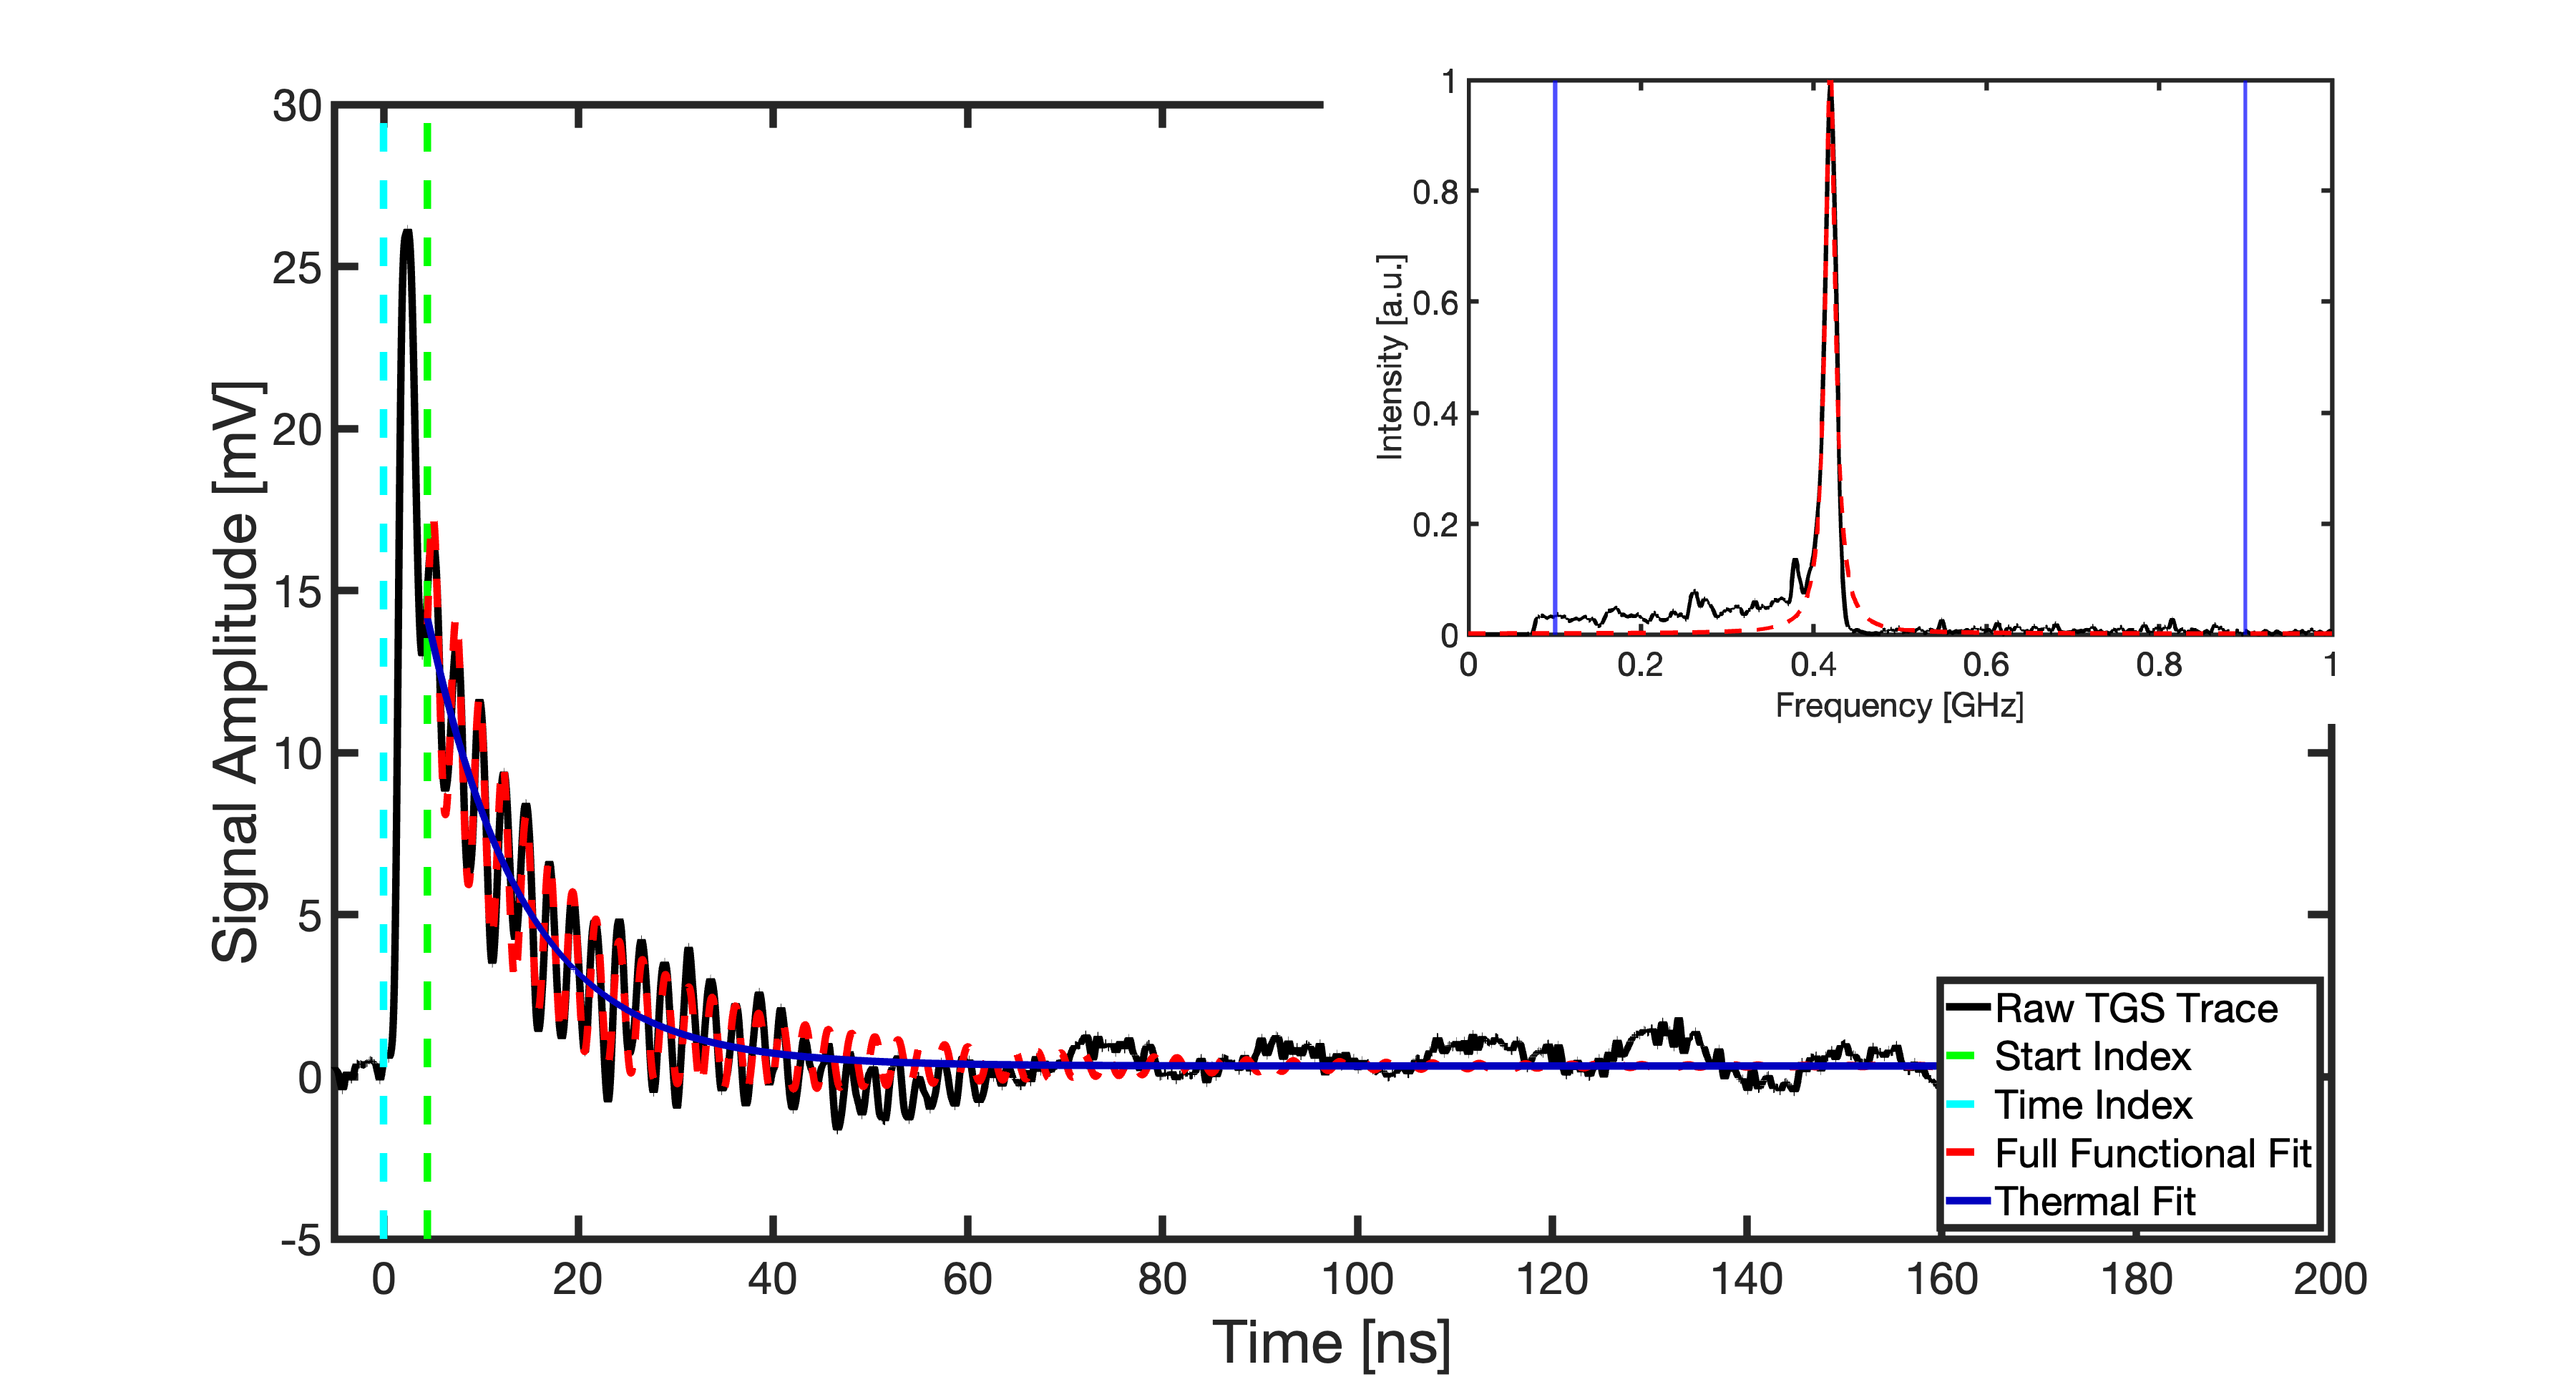 30
25
20
15
10
5
0
-5
Signal Amplitude [mV]
0 20 40 60 80 100 120 140 160 180 200
Time [ns]
1
0.8
0.6
0.4
0.2
0
Intensity [a.u.]
0 0.2 0.4 0.6 0.8 1
Frequency [GHz]
Raw TGS Trace
Start Index
Time Index
Full Functional Fit
Thermal Fit